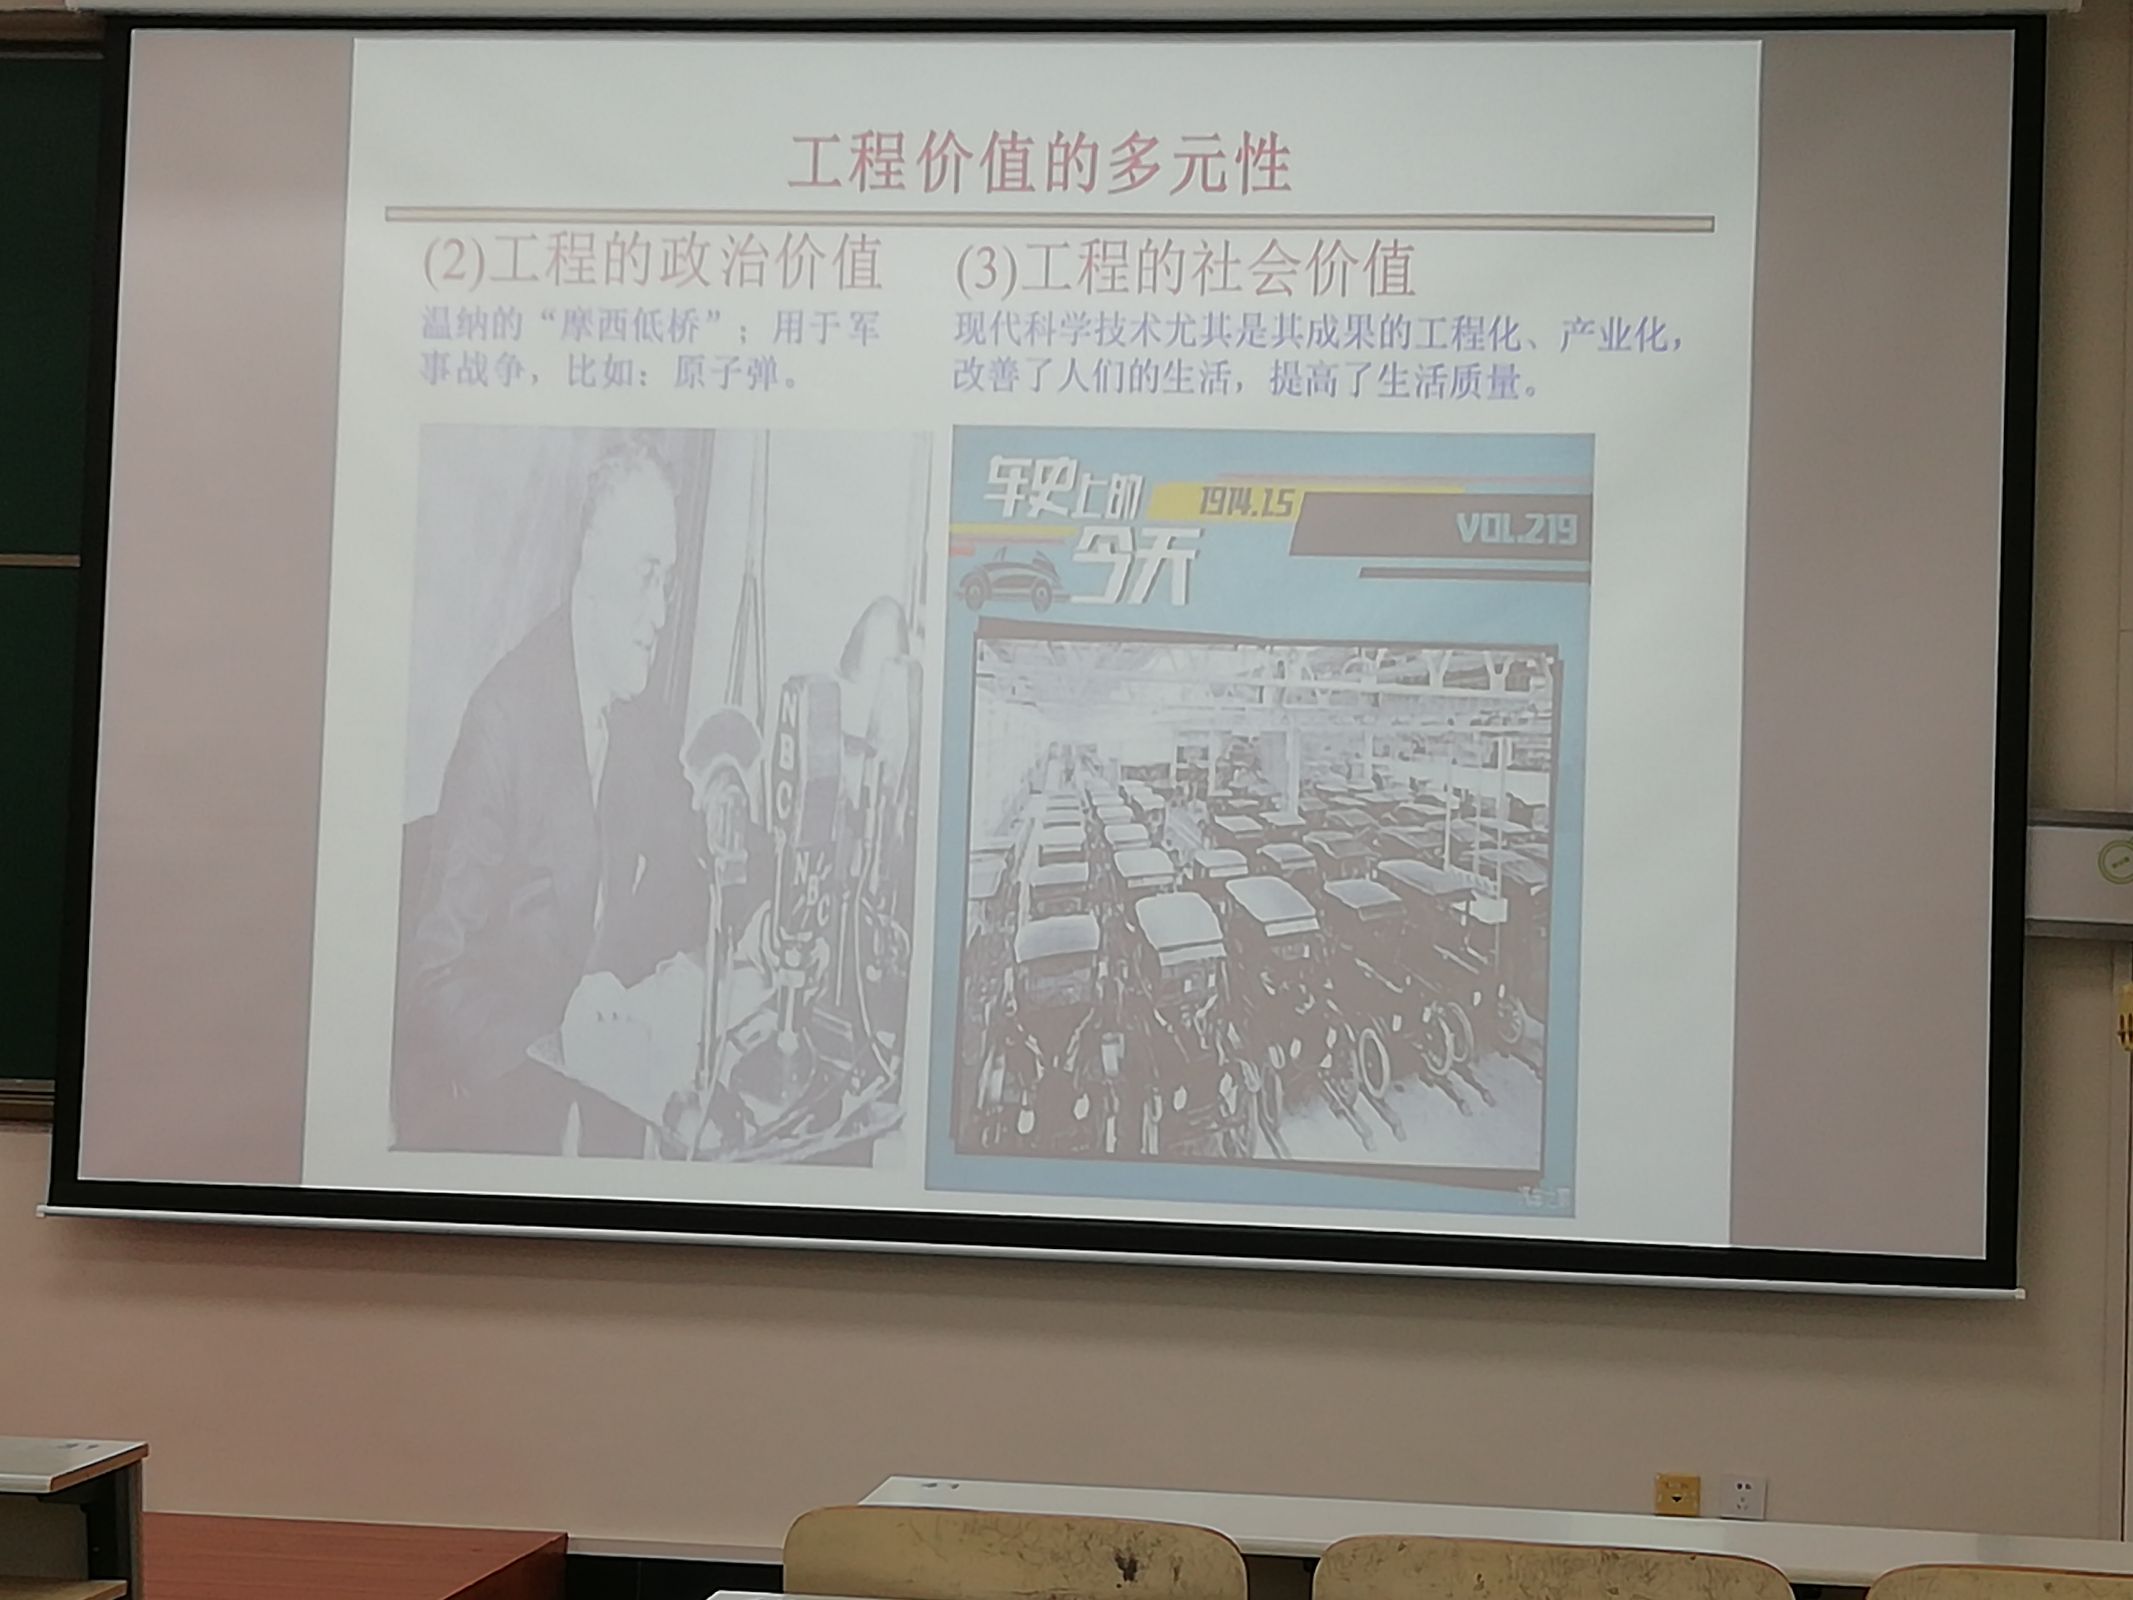 工程价值的多元性
(2)工程的政治价值
温纳的“摩西低桥”；用于军
事战争，比如：原子弹。
(3)工程的社会价值
现代科学技术尤其是其成果的工程化、产业化，
改善了人们的生活，提高了生活质量。
NBC
NBC
车史上的
今天
1914.1.5
VOL.219
汽车之家